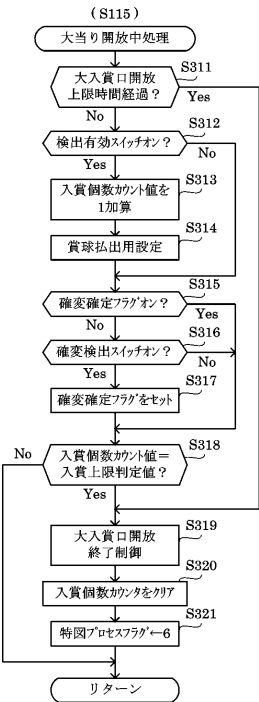 (S115)
大当り開放中処理
大入賞口開放
上限時間経過？
S311
Yes
No
検出有効スイッチオン？
S312
No
Yes
入賞個数カウント値を
1加算
S313
賞球払出用設定
S314
確変確定フラグオン？
S315
Yes
No
確変検出スイッチオン？
S316
No
Yes
確変確定フラグをセット
S317
入賞個数カウント値＝
入賞上限判定値？
S318
No
Yes
大入賞口開放
終了制御
S319
入賞個数カウンタをクリア
S320
特図プロセスフラグ←6
S321
リターン